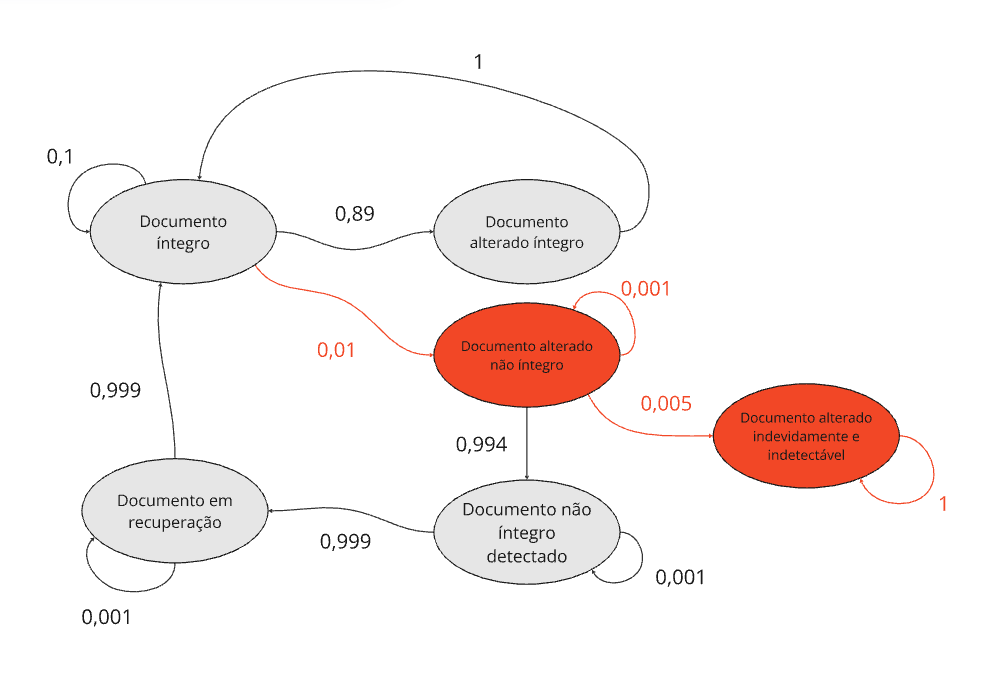 1
0,1
Documento
íntegro
0,89
Documento
alterado íntegro
0,001
Documento alterado
não íntegro
0,01
0,005
Documento alterado
indevidamente e
indetectável
1
0,999
0,994
Documento em
recuperação
0,999
Documento não
íntegro
detectado
0,001
0,001